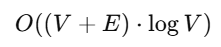 O((V + E) · log V)